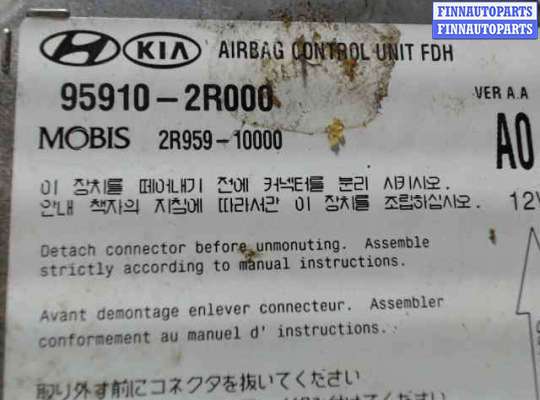 FINNAUTOPARTS
FINNAUTOPARTS
HYUNDAI KIA AIRBAG CONTROL UNIT FDH
95910-2R000
VER A.A
MOBIS 2R959-10000
A0
이 장치를 떼어내기 전에 커넥터를 분리 시키시오.
안내 책자의 지침에 따라서만 이 장치를 조립하십시오.
12V
Detach connector before unmonuting. Assemble
strictly according to manual instructions.
Avant demontage enlever connecteur. Assembler
conformement au manuel d' instructions.
取り外す前にコネクタを抜いてください